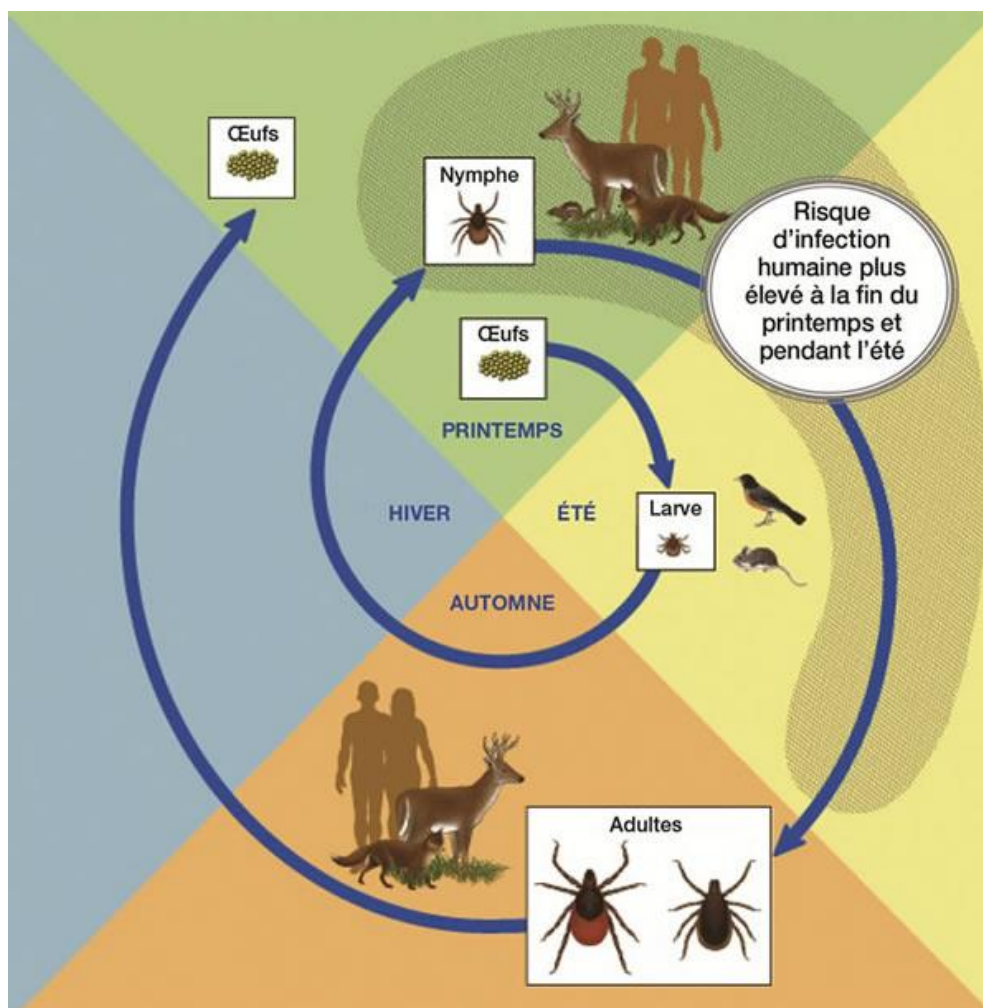 Œufs
Nymphe
Risque
d'infection
humaine plus
élevé à la fin du
printemps et
pendant l'été
Œufs
PRINTEMPS
HIVER
ÉTÉ
Larve
AUTOMNE
Adultes